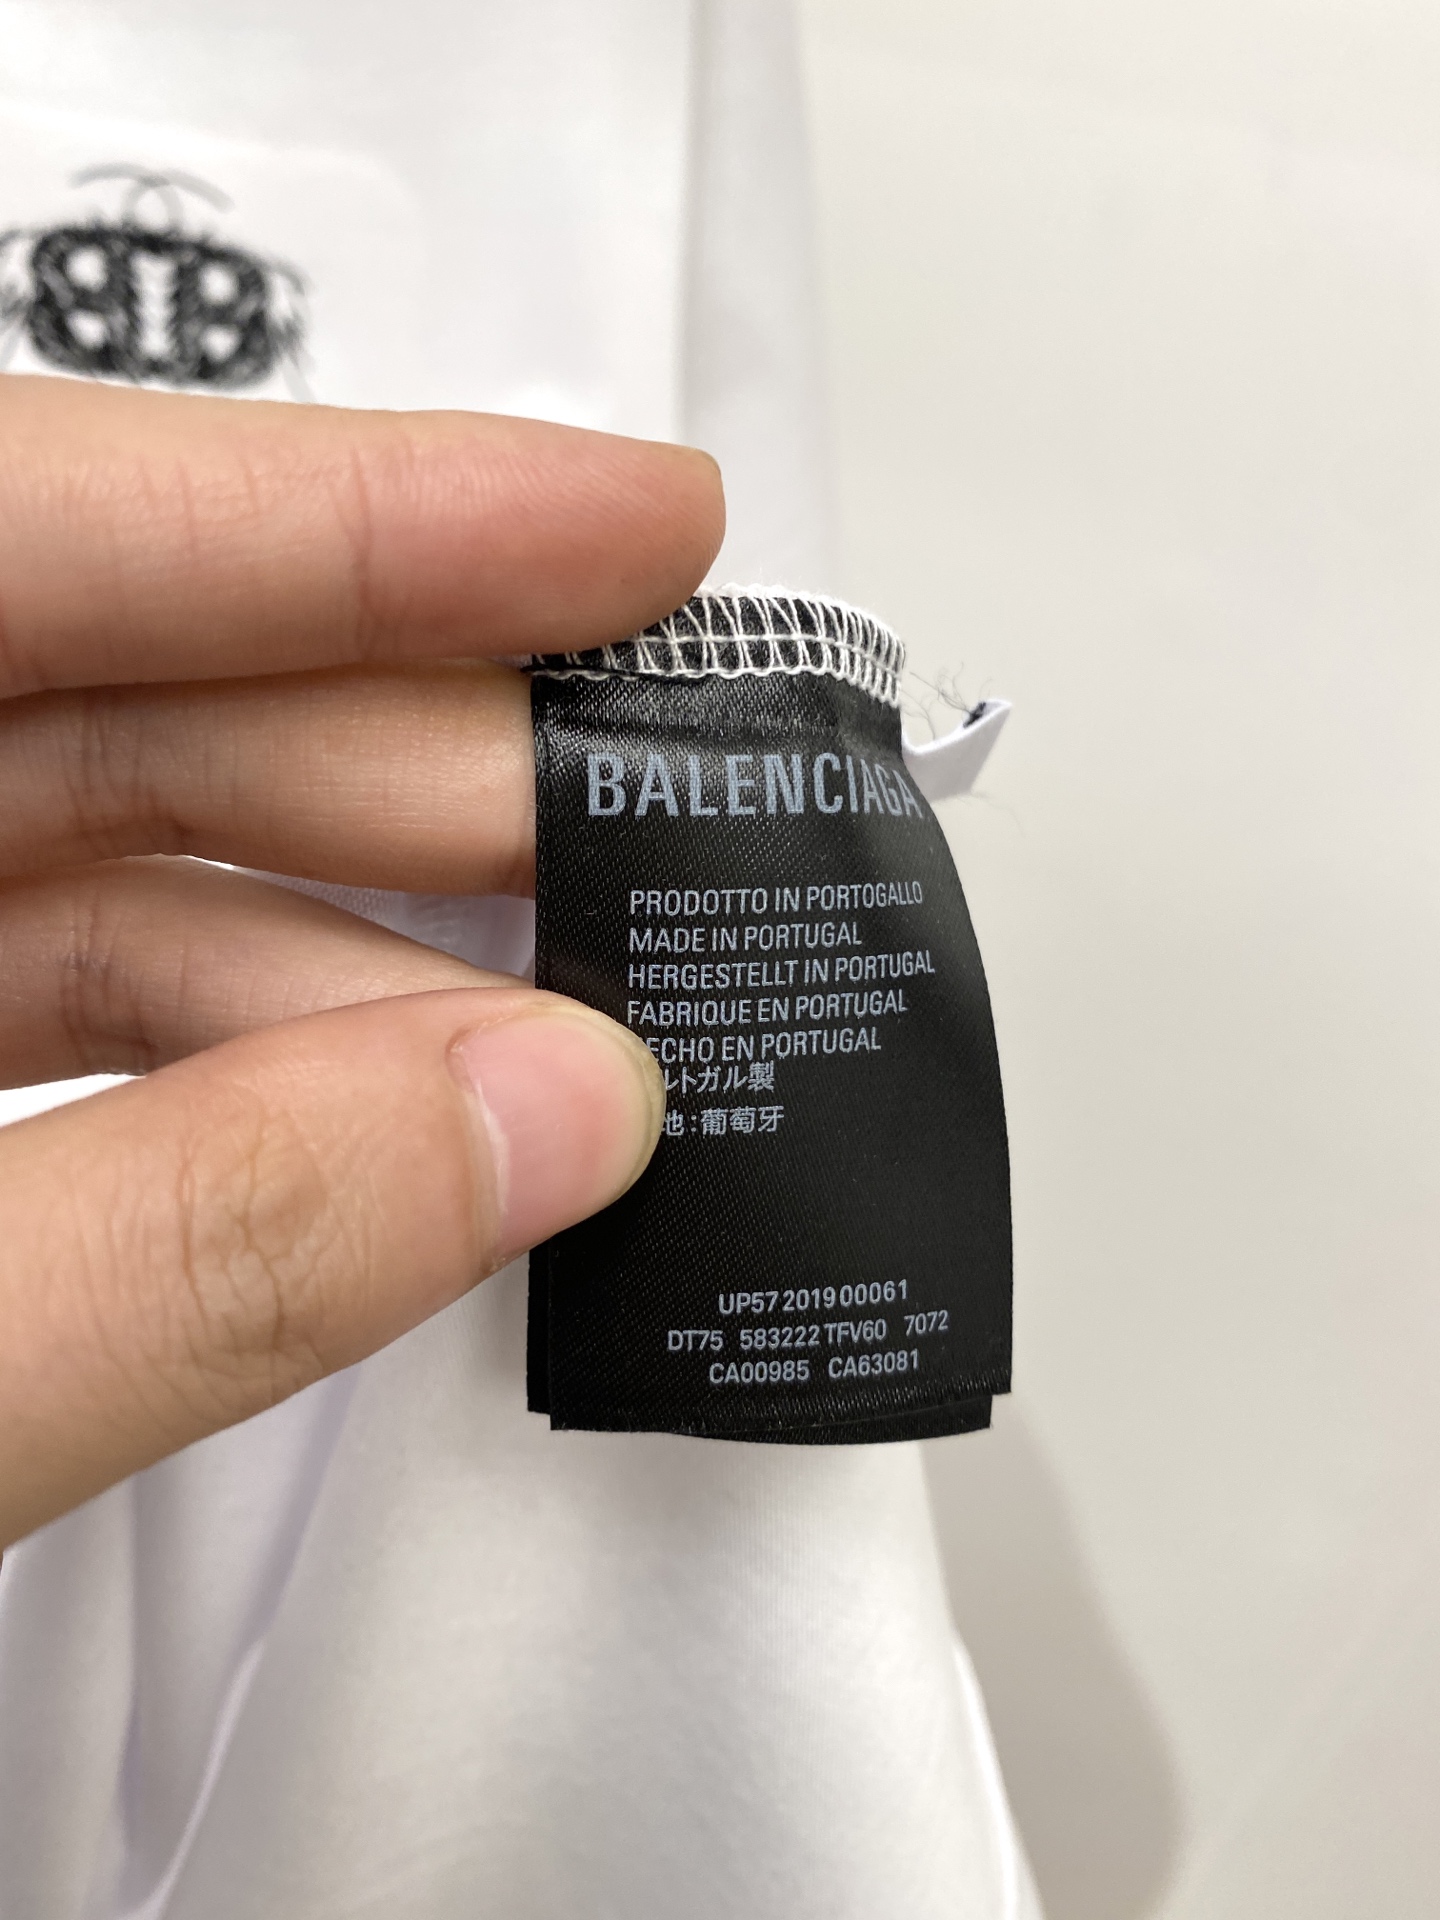 BB
BALENCIAGA
PRODOTTO IN PORTOGALLO
MADE IN PORTUGAL
HERGESTELLT IN PORTUGAL
FABRIQUE EN PORTUGAL
ECHO EN PORTUGAL
ルトガル製
地:葡萄牙
UP57 2019 00061
DT75 583222 TFV60 7072
CA00985 CA63081